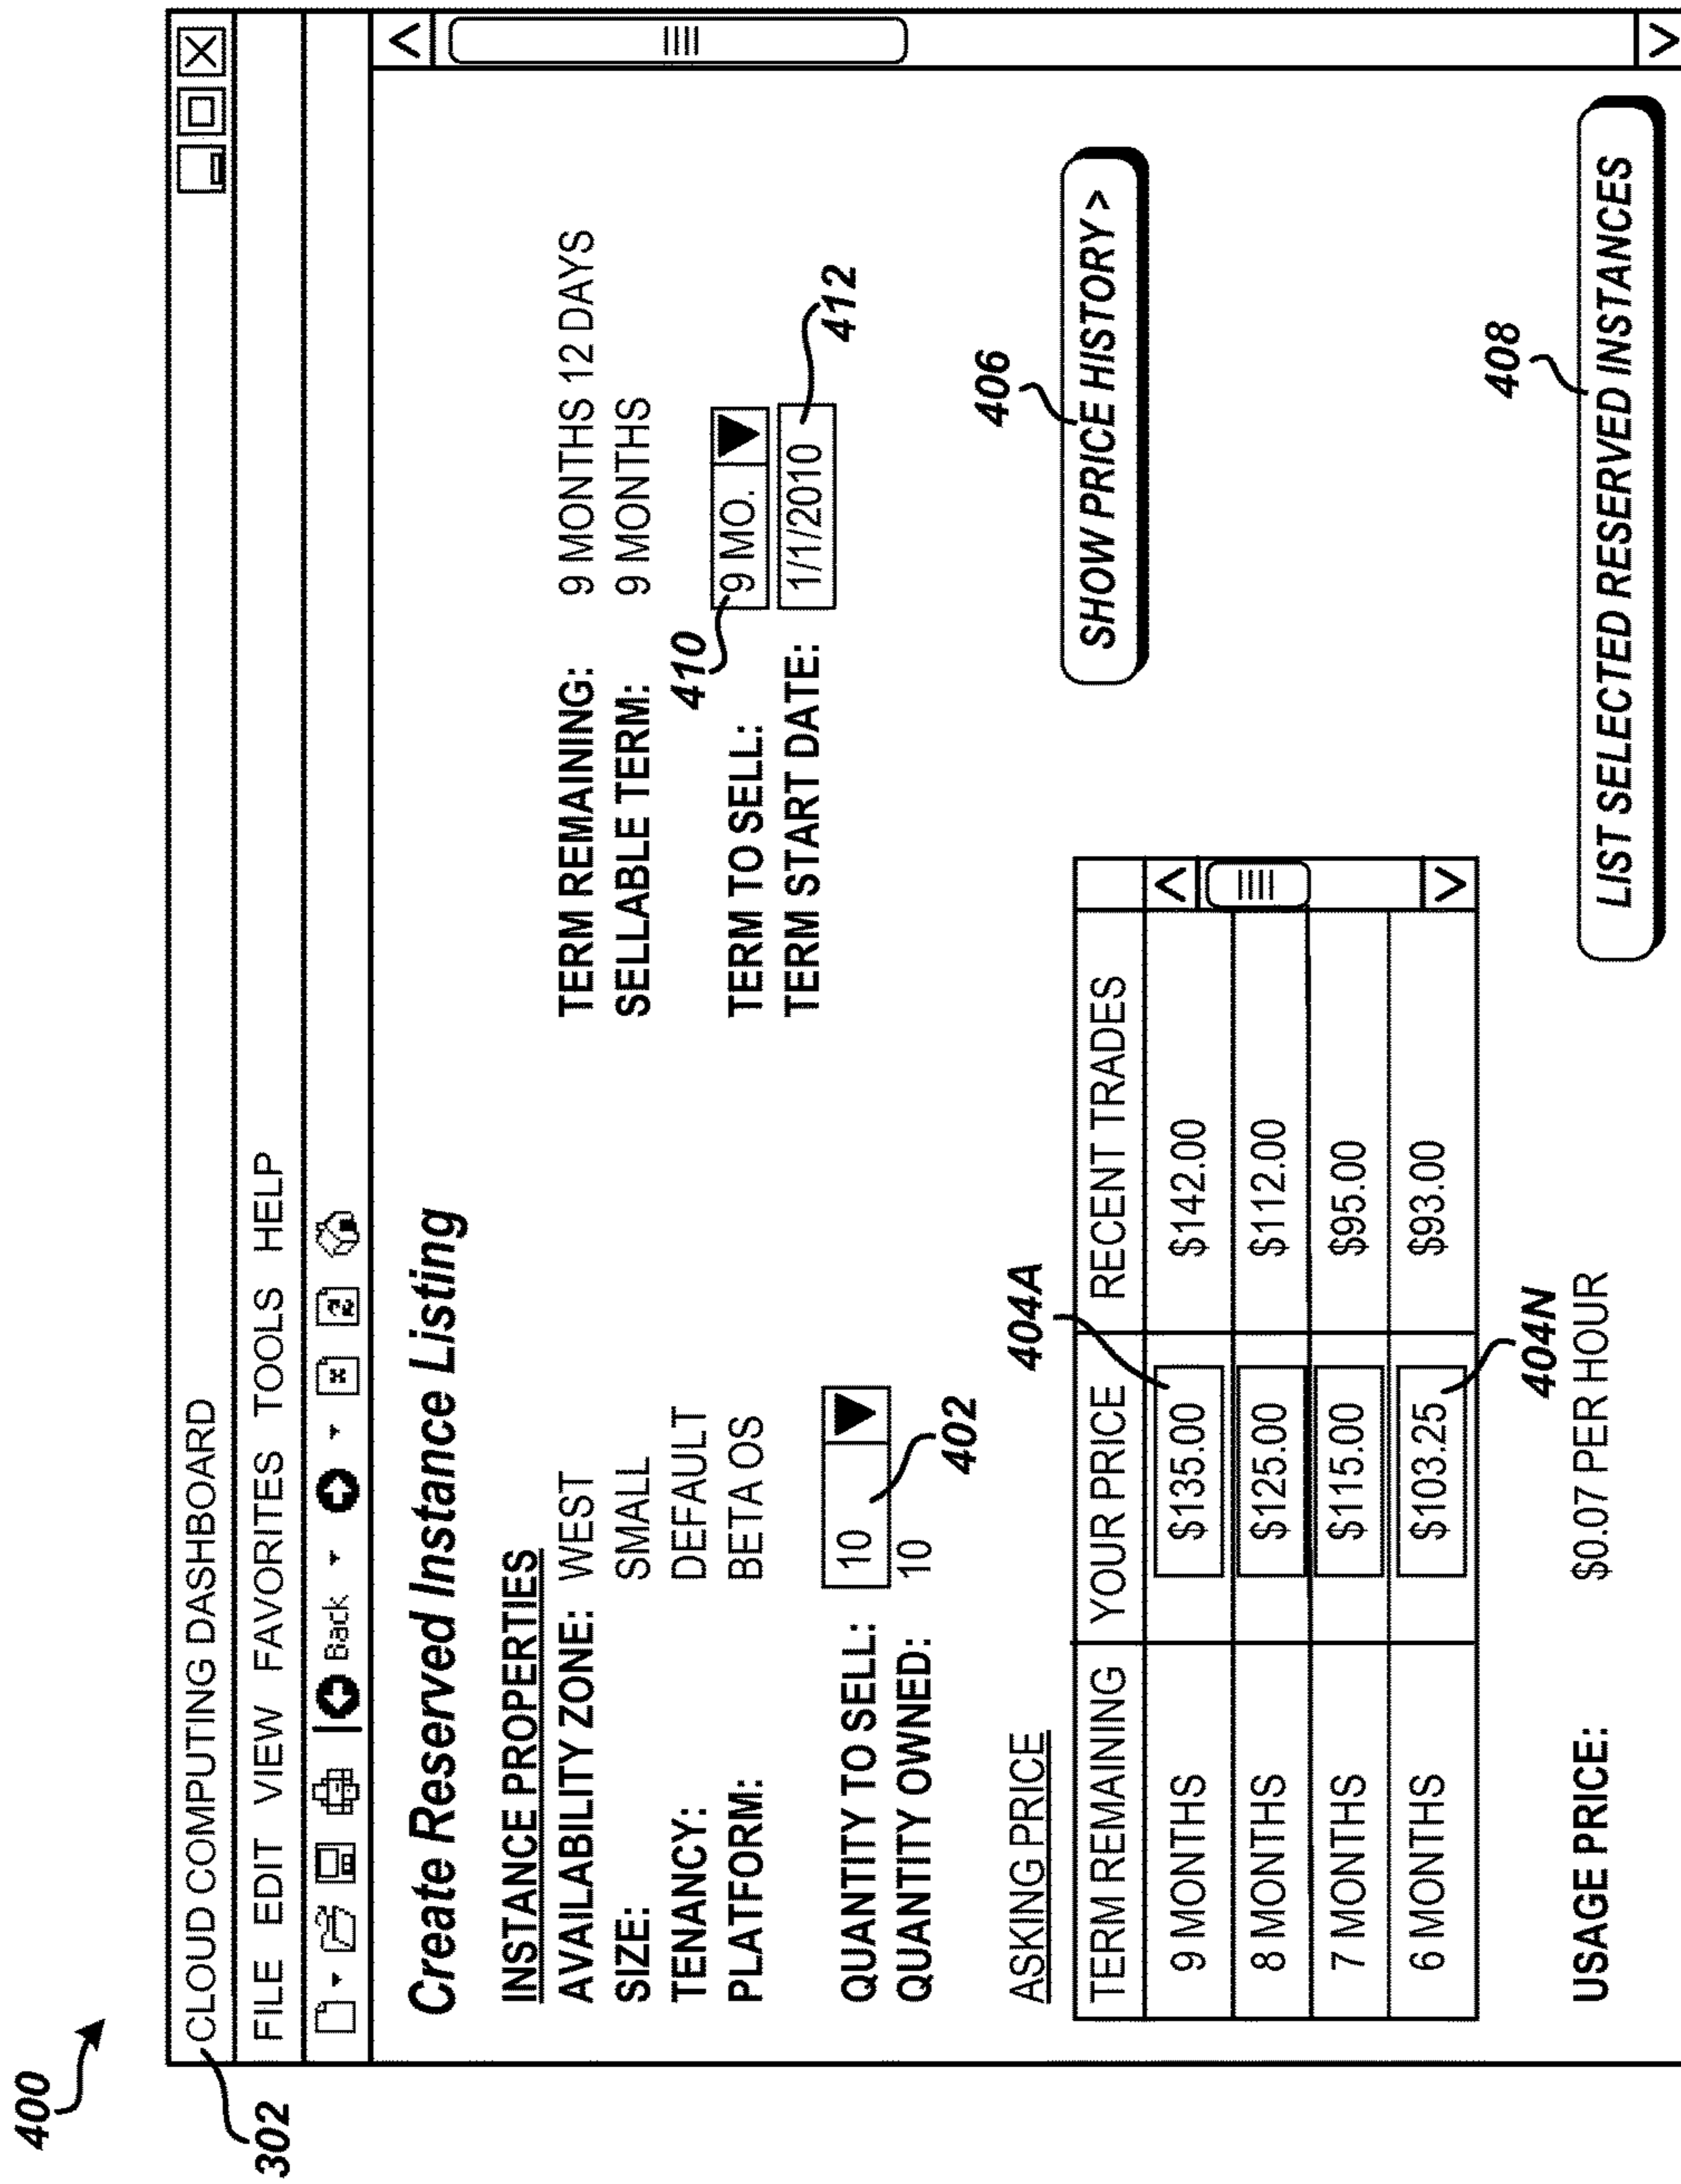 400
302
CLOUD COMPUTING DASHBOARD
FILE EDIT VIEW FAVORITES TOOLS HELP
Back
Create Reserved Instance Listing
INSTANCE PROPERTIES
AVAILABILITY ZONE: WEST
SIZE: SMALL
TENANCY: DEFAULT
PLATFORM: BETA OS
TERM REMAINING: 9 MONTHS 12 DAYS
SELLABLE TERM: 9 MONTHS
410
TERM TO SELL: 9 MO.
TERM START DATE: 1/1/2010
412
QUANTITY TO SELL: 10
QUANTITY OWNED: 10
402
ASKING PRICE
404A
406
TERM REMAINING YOUR PRICE RECENT TRADES
9 MONTHS $135.00 $142.00
8 MONTHS $125.00 $112.00
7 MONTHS $115.00 $95.00
6 MONTHS $103.25 $93.00
SHOW PRICE HISTORY >
404N
408
USAGE PRICE: $0.07 PER HOUR
LIST SELECTED RESERVED INSTANCES